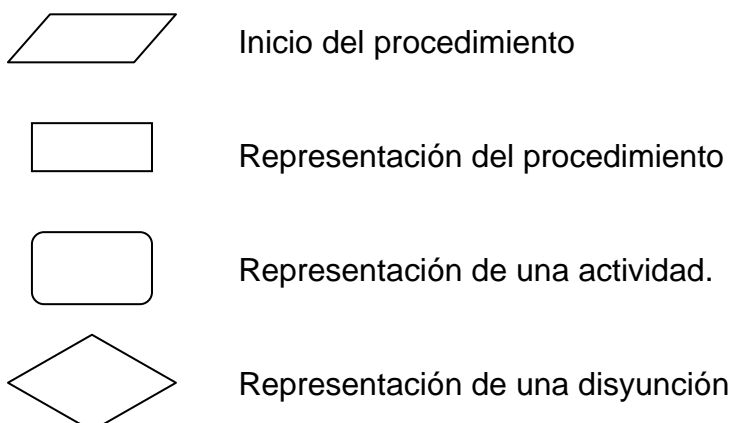 Inicio del procedimiento
Representación del procedimiento
Representación de una actividad.
Representación de una disyunción